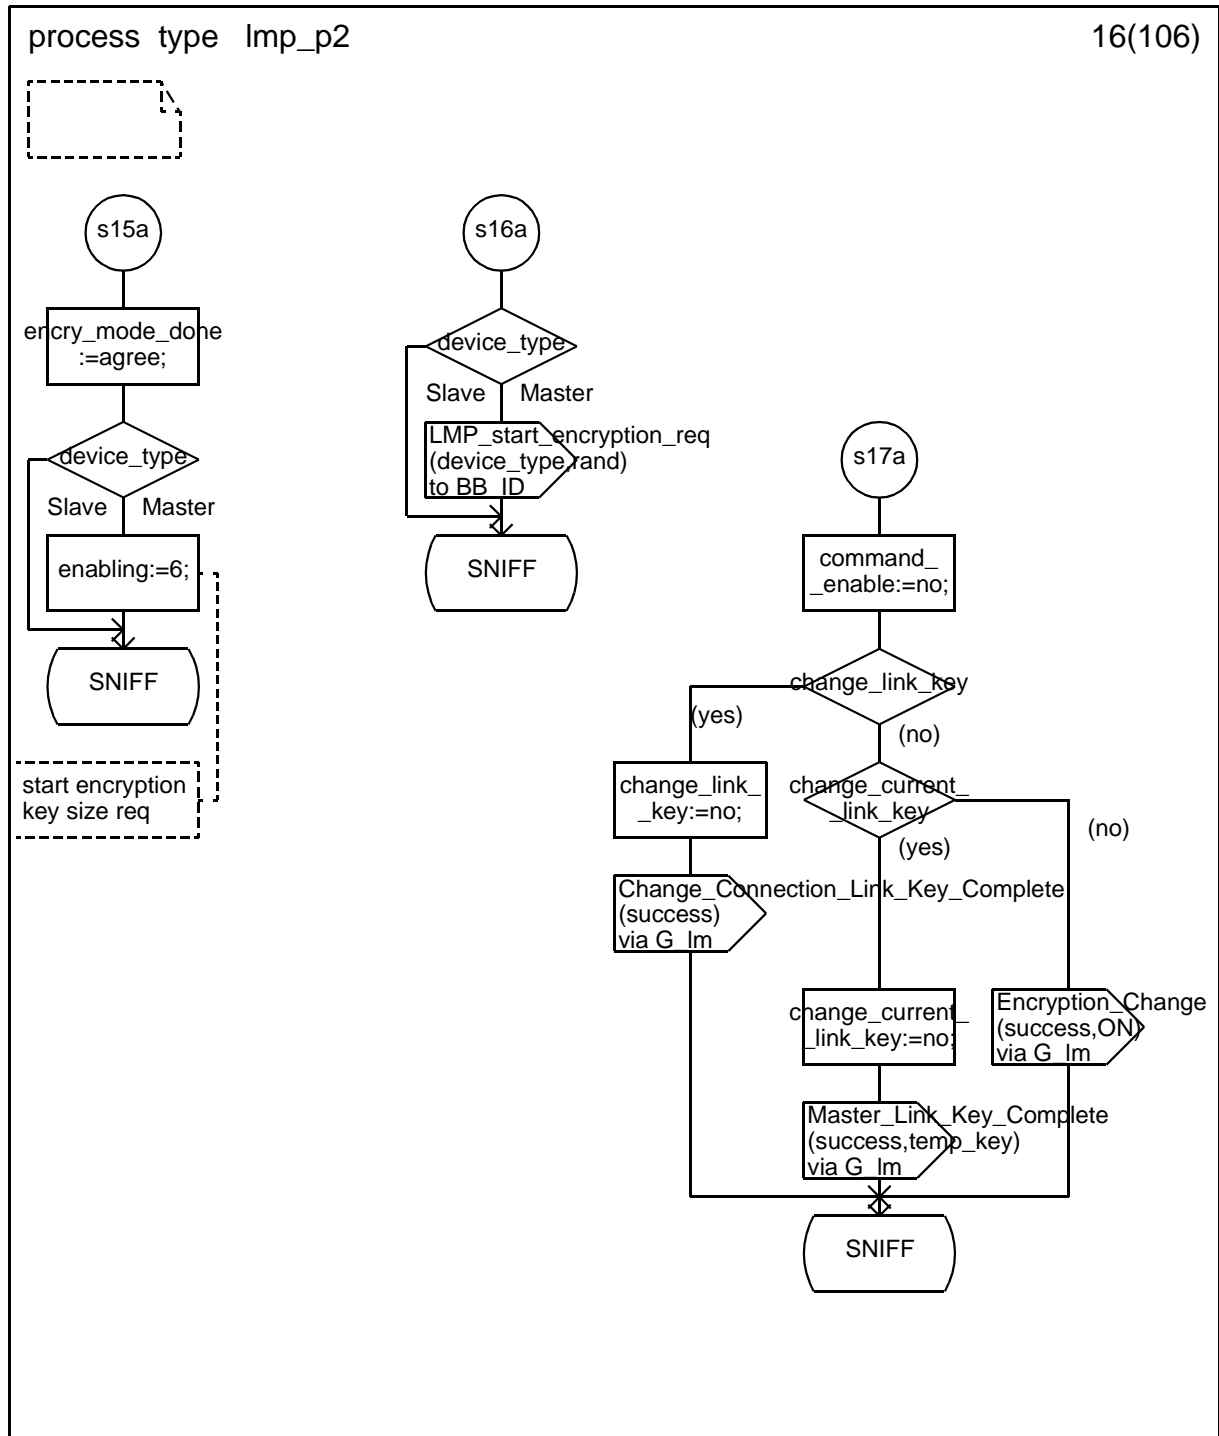 process type lmp_p2
16(106)
s15a
encry_mode_done
:=agree;
device_type
Slave
Master
enabling:=6;
SNIFF
start encryption
key size req
s16a
device_type
Slave
Master
LMP_start_encryption_req
(device_type,rand)
to BB_ID
SNIFF
s17a
command_
_enable:=no;
change_link_key
(yes)
(no)
change_link_
_key:=no;
change_current_
_link_key
(yes)
(no)
Change_Connection_Link_Key_Complete
(success)
via G_lm
change_current_
_link_key:=no;
Encryption_Change
(success,ON)
via G_lm
Master_Link_Key_Complete
(success,temp_key)
via G_lm
SNIFF